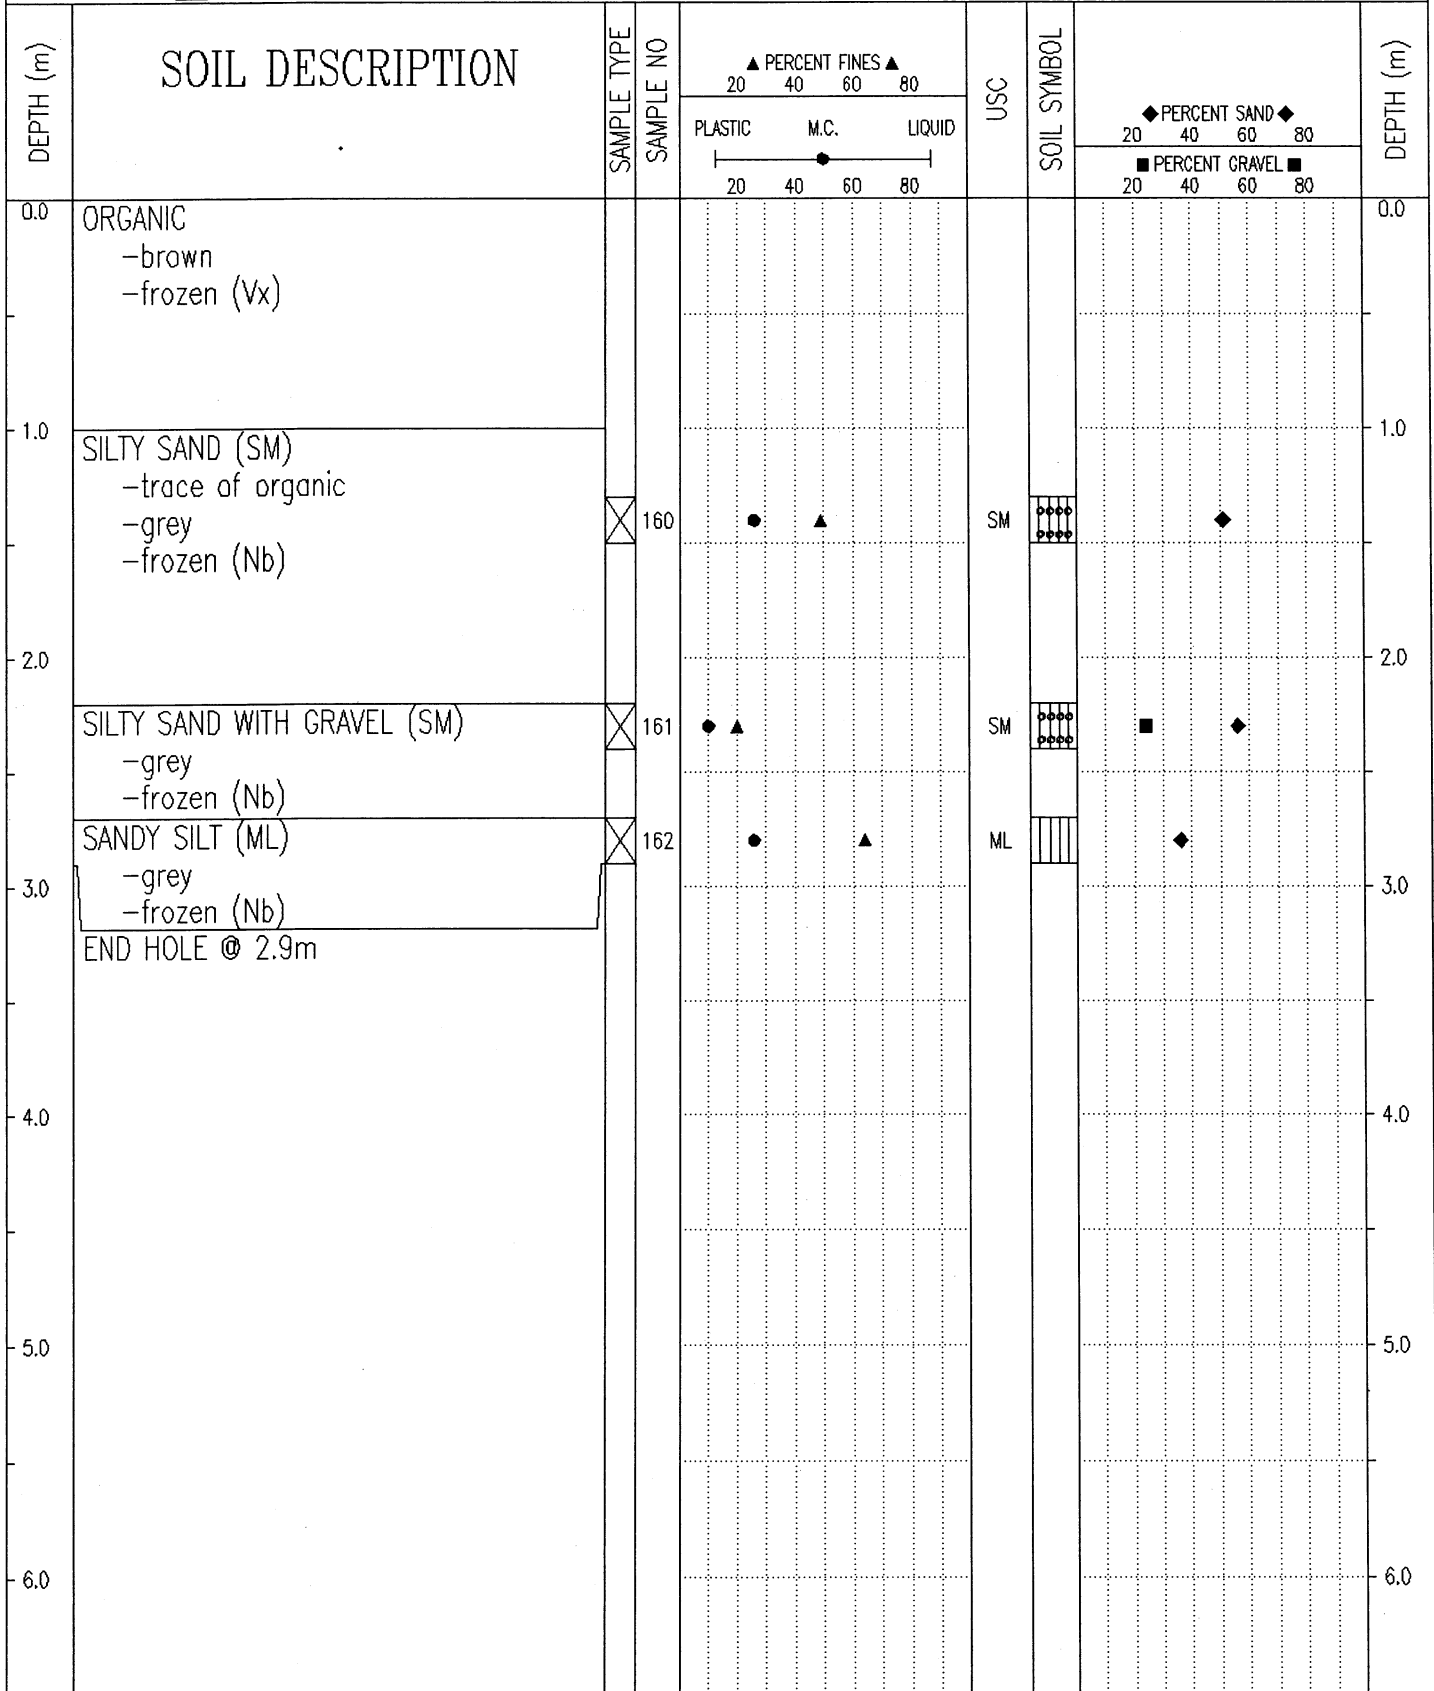 DEPTH (m)
SOIL DESCRIPTION
SAMPLE TYPE
SAMPLE NO
▲ PERCENT FINES ▲
20 40 60 80
PLASTIC M.C. LIQUID
20 40 60 80
USC
SOIL SYMBOL
◆ PERCENT SAND ◆
20 40 60 80
■ PERCENT GRAVEL ■
20 40 60 80
DEPTH (m)
0.0
ORGANIC
0.0
-brown
-frozen (Vx)
1.0
1.0
SILTY SAND (SM)
-trace of organic
-grey
160
SM
-frozen (Nb)
2.0
2.0
SILTY SAND WITH GRAVEL (SM)
161
SM
-grey
-frozen (Nb)
SANDY SILT (ML)
162
ML
-grey
3.0
3.0
-frozen (Nb)
END HOLE @ 2.9m
4.0
4.0
5.0
5.0
6.0
6.0